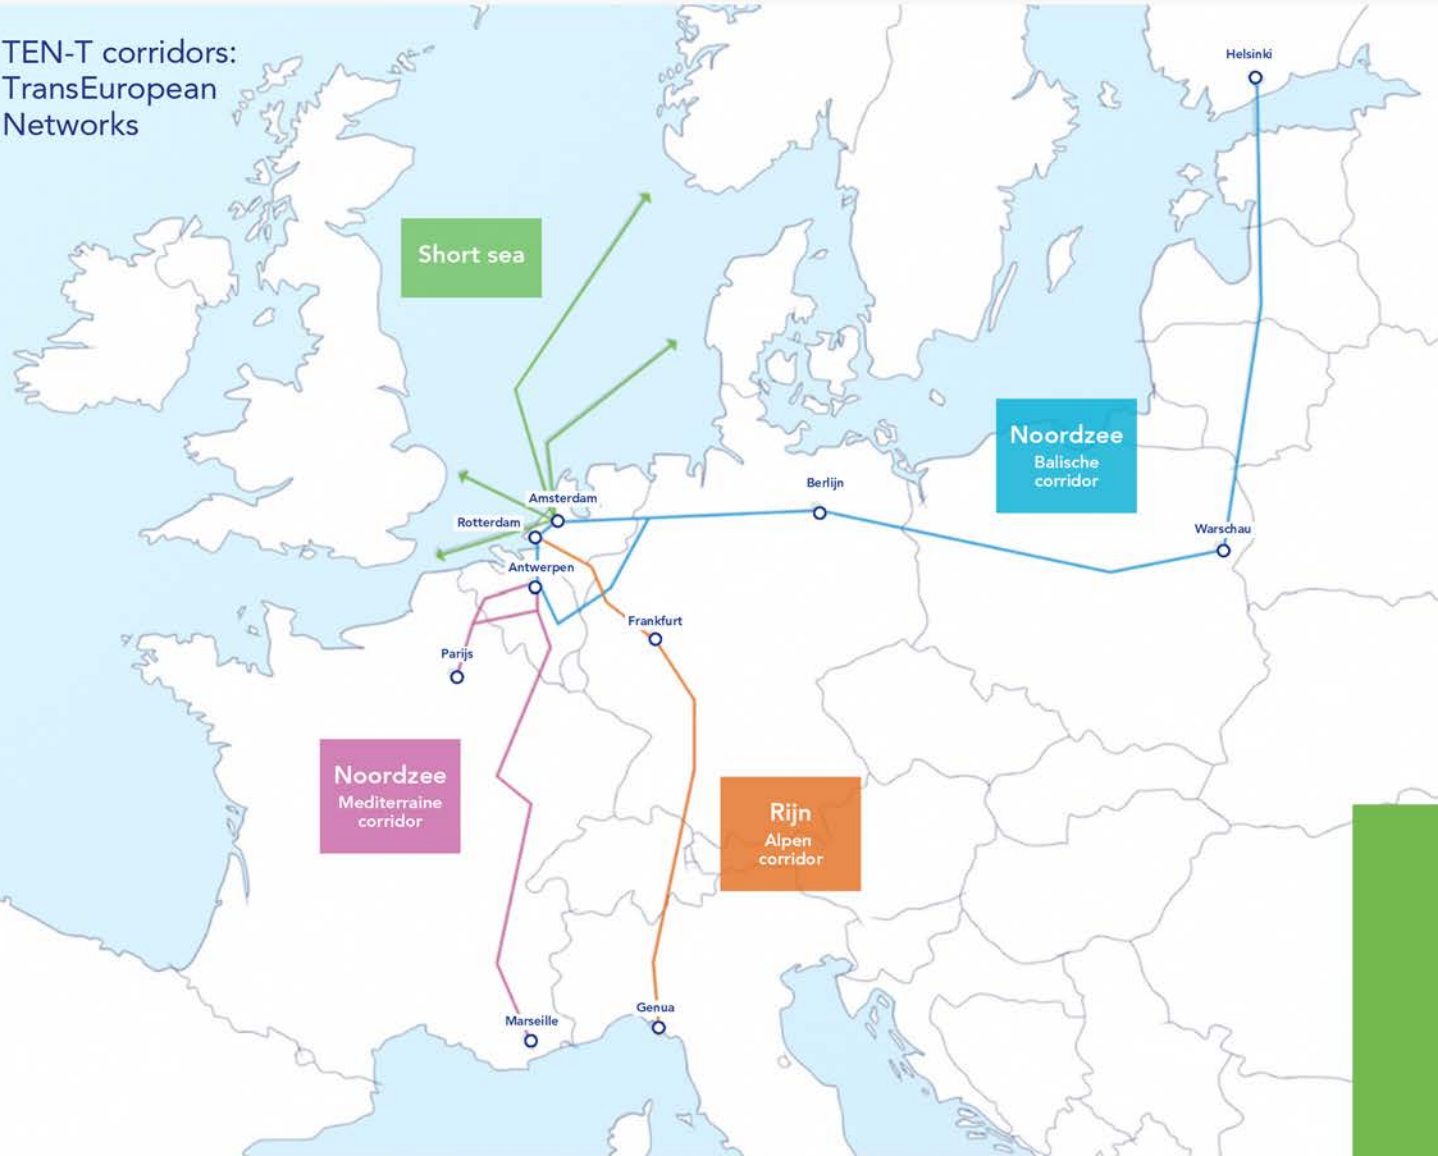 TEN-T corridors:
TransEuropean
Networks
Helsinki
Short sea
Noordzee
Balische
corridor
Berlijn
Amsterdam
Rotterdam
Warschau
Antwerpen
Frankfurt
Parijs
Noordzee
Mediterraine
corridor
Rijn
Alpen
corridor
Genua
Marseille